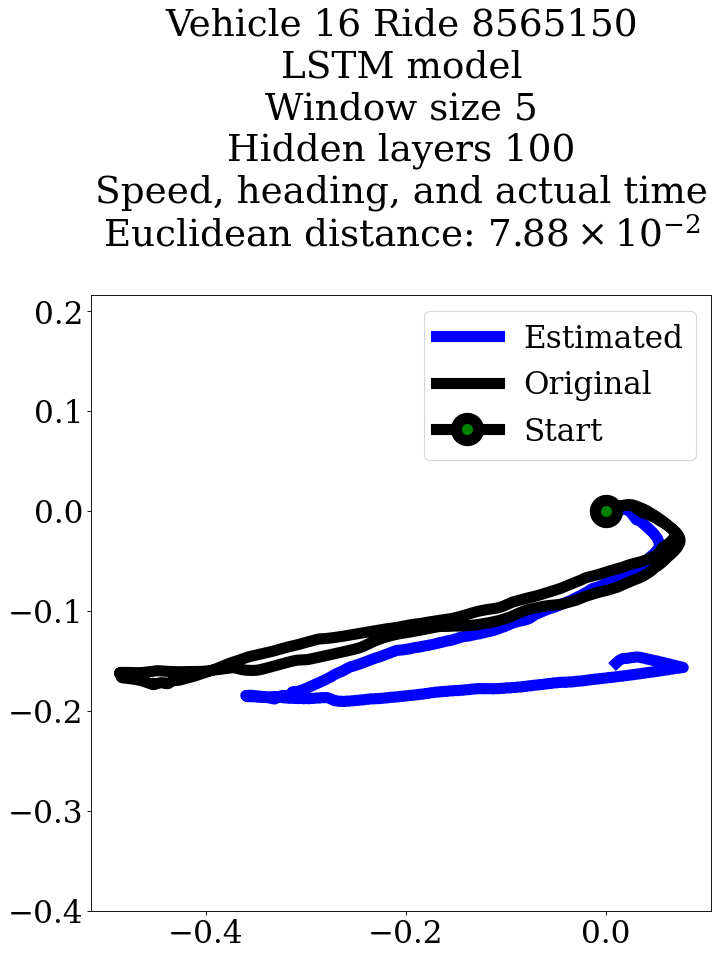 Vehicle 16 Ride 8565150
LSTM model
Window size 5
Hidden layers 100
Speed, heading, and actual time
Euclidean distance: 7.88 × 10⁻²
Estimated
Original
Start
0.2
0.1
0.0
−0.1
−0.2
−0.3
−0.4
−0.4
−0.2
0.0